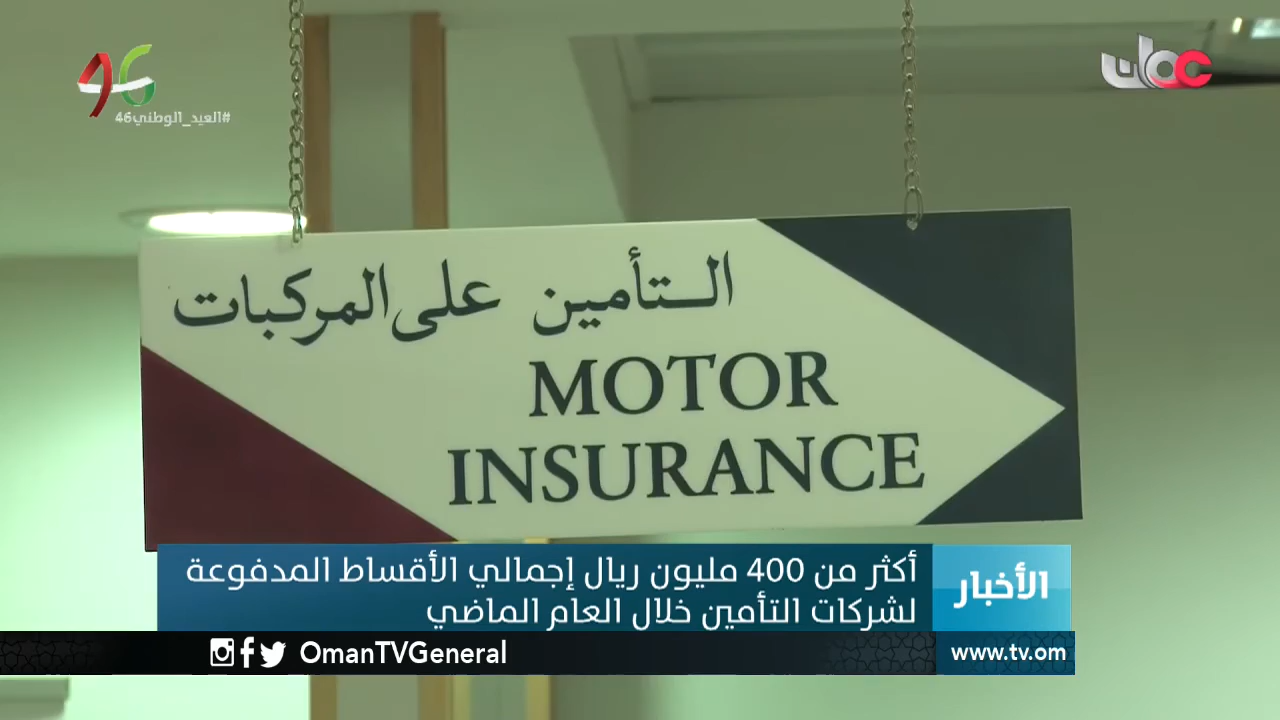 46
#العيد_الوطني46
عمان
التأمين على المركبات
MOTOR
INSURANCE
الأخبار
أكثر من 400 مليون ريال إجمالي الأقساط المدفوعة
لشركات التأمين خلال العام الماضي
OmanTVGeneral
www.tv.om